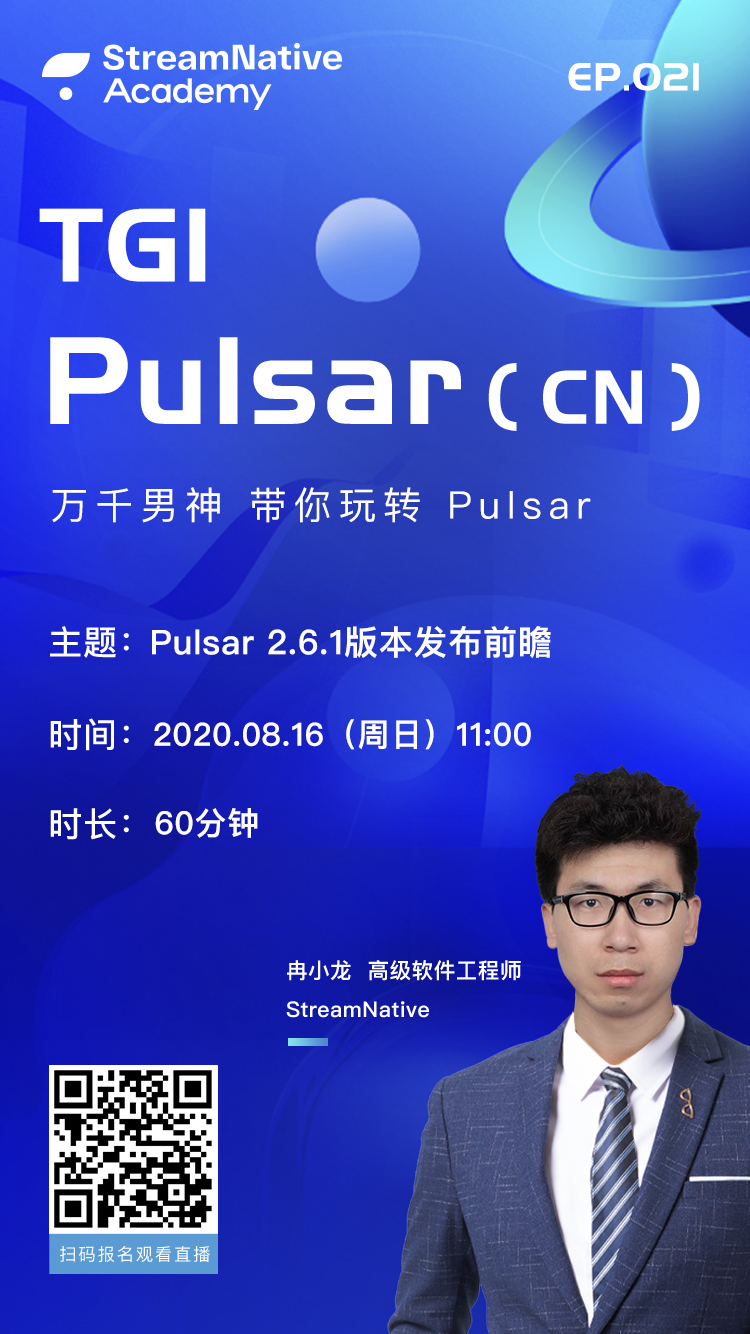 StreamNative
Academy
EP.021
TGI
Pulsar（CN）
万千男神 带你玩转 Pulsar
主题：Pulsar 2.6.1版本发布前瞻
时间：2020.08.16（周日）11:00
时长：60分钟
冉小龙 高级软件工程师
StreamNative
扫码报名观看直播